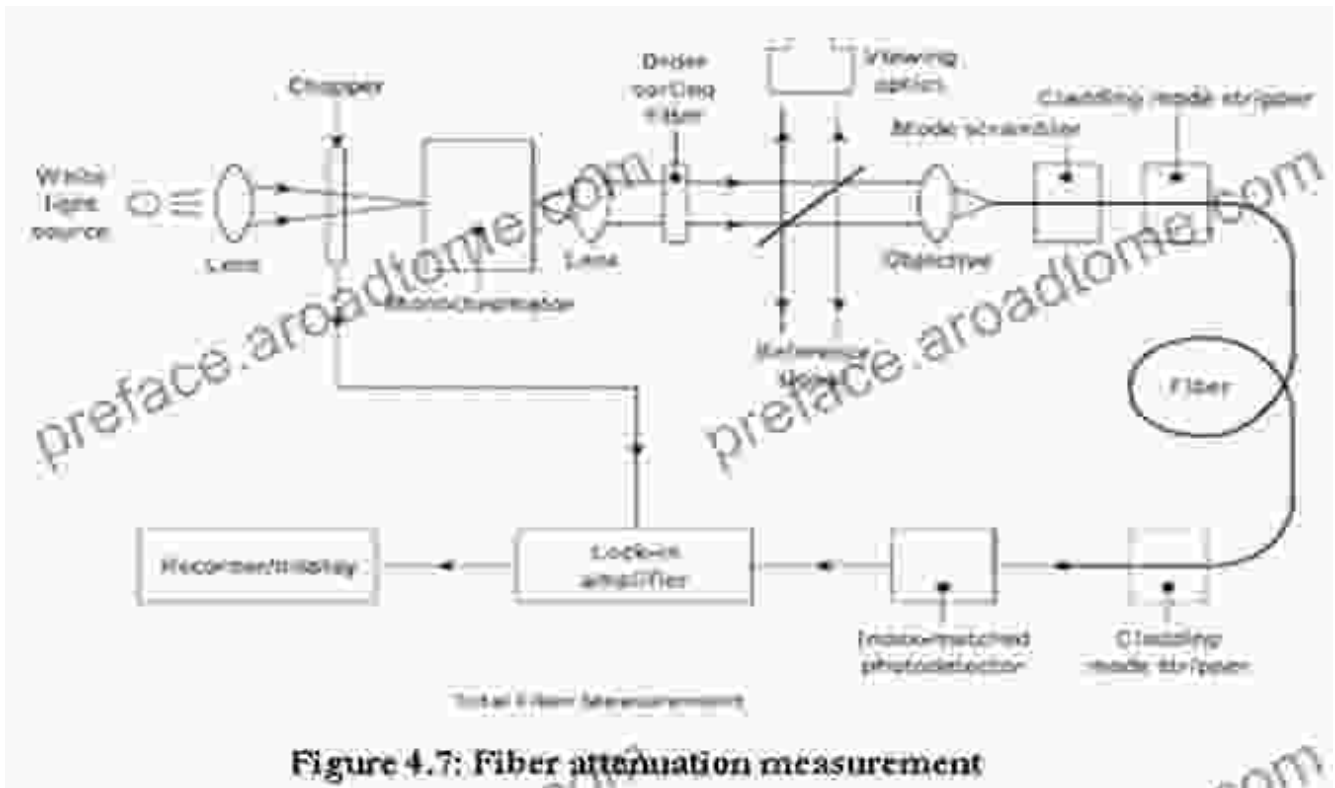 Chopper
White
light
source
Lens
Monochromator
Lens
Order
sorting
Viewing
optics
Mode scrambler
Cladding mode stripper
Objective
Reference
Fiber
Recorder/display
Lock-in
amplifier
Index-matched
photodetector
Cladding
mode stripper
Total Fiber Measurement
Figure 4.7: Fiber attenuation measurement
preface.aroadtome.com
preface.aroadtome.com
com
com